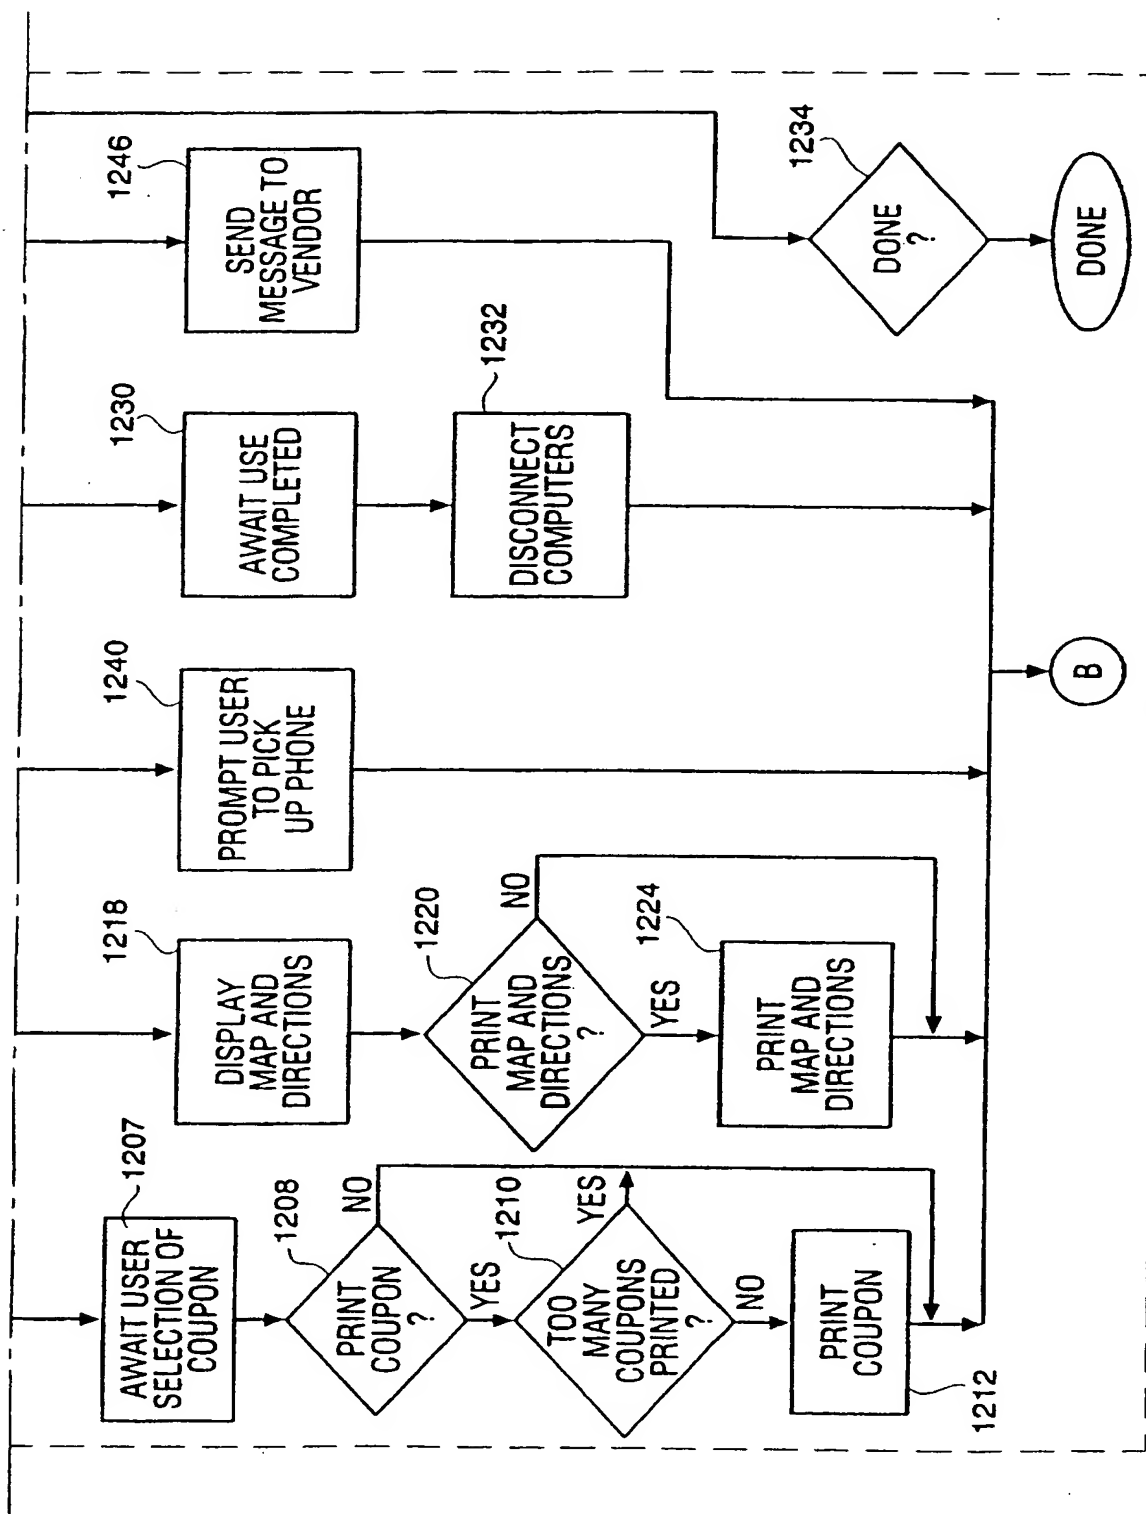 1207
AWAIT USER
SELECTION OF
COUPON
1208
PRINT
COUPON
?
NO
YES
1210
TOO
MANY
COUPONS
PRINTED
?
YES
NO
PRINT
COUPON
1212
1218
DISPLAY
MAP AND
DIRECTIONS
1220
PRINT
MAP AND
DIRECTIONS
?
NO
YES
1224
PRINT
MAP AND
DIRECTIONS
1240
PROMPT USER
TO PICK
UP PHONE
1230
AWAIT USE
COMPLETED
1232
DISCONNECT
COMPUTERS
1246
SEND
MESSAGE TO
VENDOR
1234
DONE
?
DONE
B